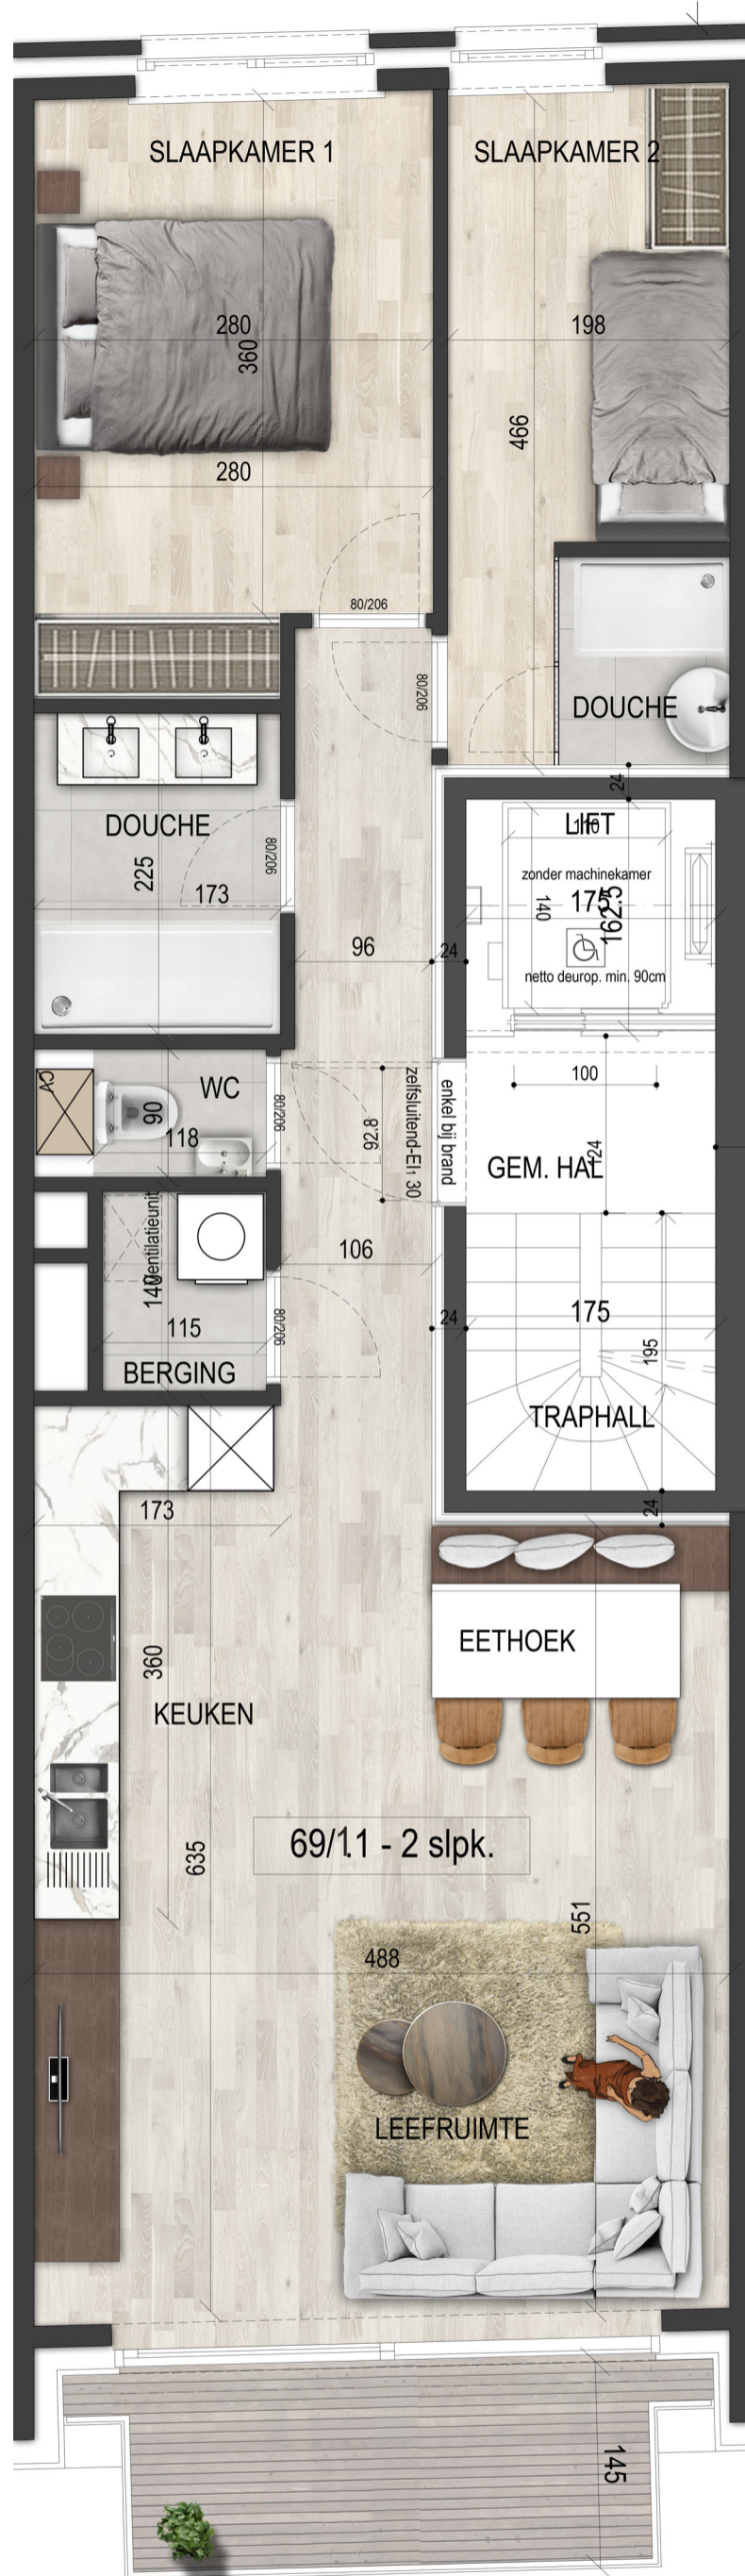 SLAAPKAMER 1
SLAAPKAMER 2
280
360
198
466
280
80/206
80/206
DOUCHE
24
DOUCHE
225
173
80/206
LIFT
zonder machinekamer
140
175
162.5
netto deurop. min. 90cm
96
24
WC
90
118
80/206
92.8
zelfsluitend-EI₁ 30
enkel bij brand
100
GEM. HAL
124
Ventilatieunit
140
115
BERGING
80/206
106
24
175
195
TRAPHALL
24
173
360
KEUKEN
EETHOEK
69/1.1 - 2 slpk.
635
551
488
LEEFRUIMTE
145